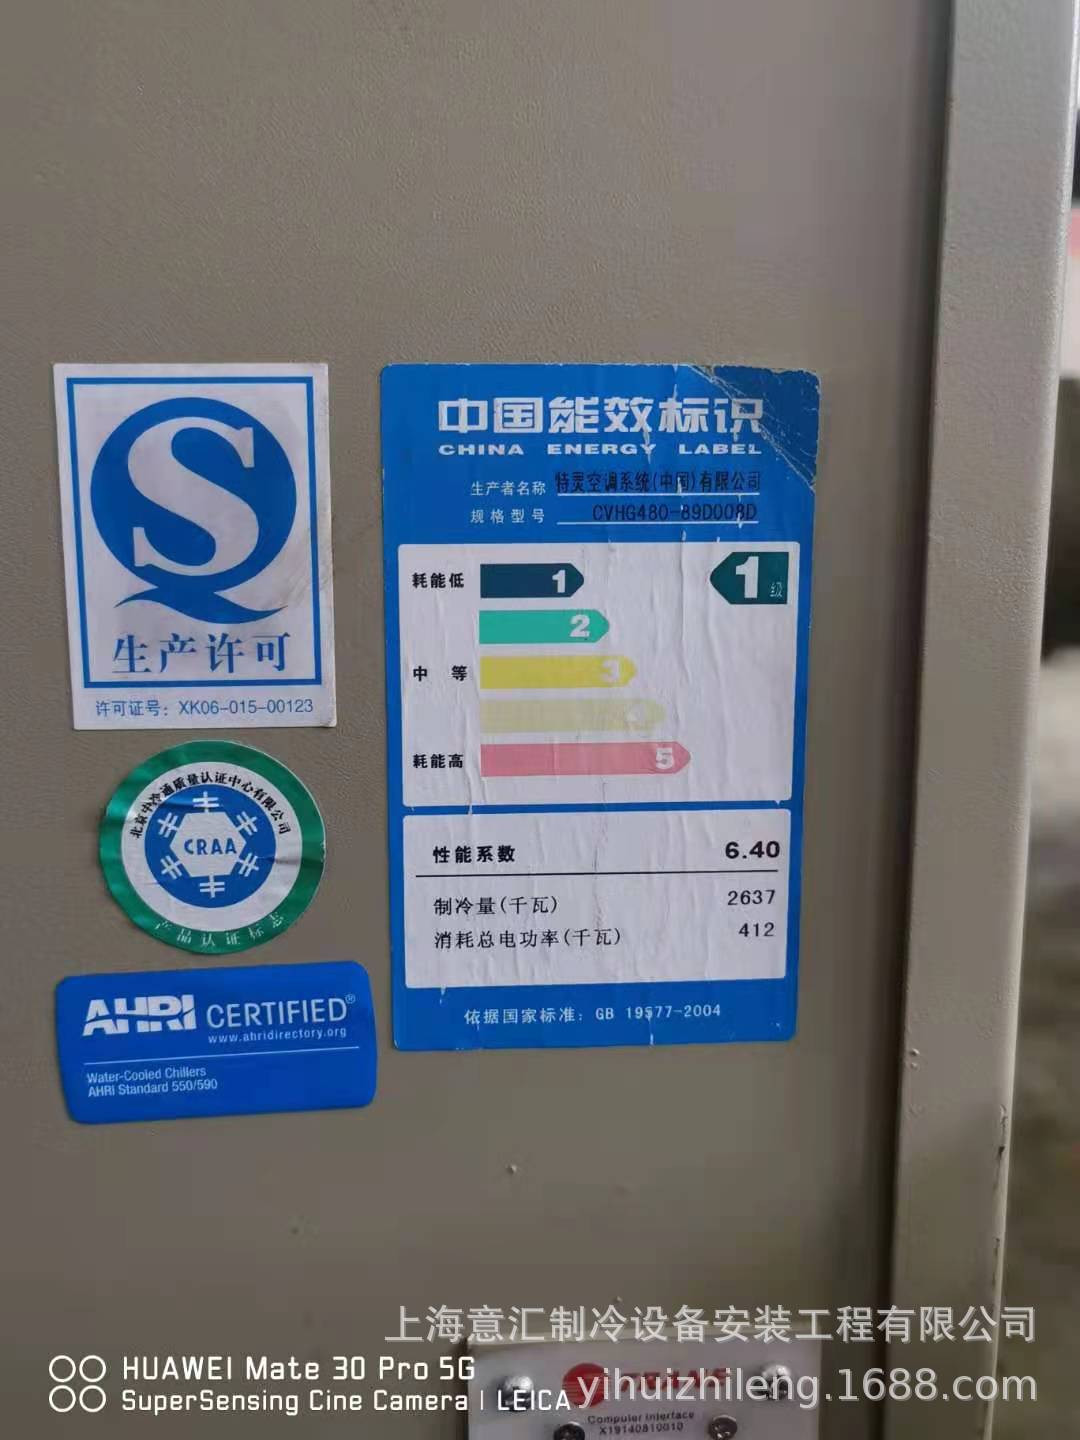 S
生产许可
许可证号：XK06-015-00123
北京中冷通质量认证中心有限公司
CRAA
产品认证标志
AHRI CERTIFIED®
www.ahridirectory.org
Water-Cooled Chillers
AHRI Standard 550/590
中国能效标识
CHINA ENERGY LABEL
生产者名称 特灵空调系统(中国)有限公司
规格型号 CVHG480-89D008D
耗能低 1 1级
2
中等 3
4
耗能高 5
性能系数 6.40
制冷量(千瓦) 2637
消耗总电功率(千瓦) 412
依据国家标准：GB 19577-2004
上海意汇制冷设备安装工程有限公司
yihuizhileng.1688.com
HUAWEI Mate 30 Pro 5G
SuperSensing Cine Camera | LEICA
Computer Interface
X19140810010